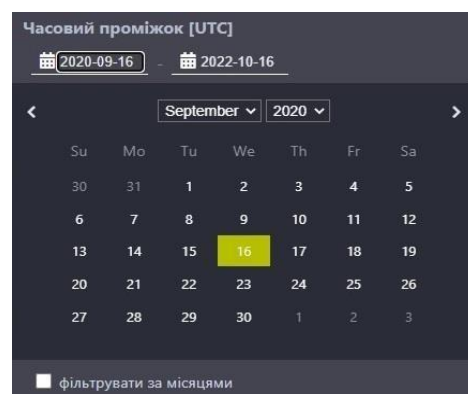 Часовий проміжок [UTC]
2020-09-16 - 2022-10-16
September 2020
Su Mo Tu We Th Fr Sa
30 31 1 2 3 4 5
6 7 8 9 10 11 12
13 14 15 16 17 18 19
20 21 22 23 24 25 26
27 28 29 30 1 2 3
фільтрувати за місяцями